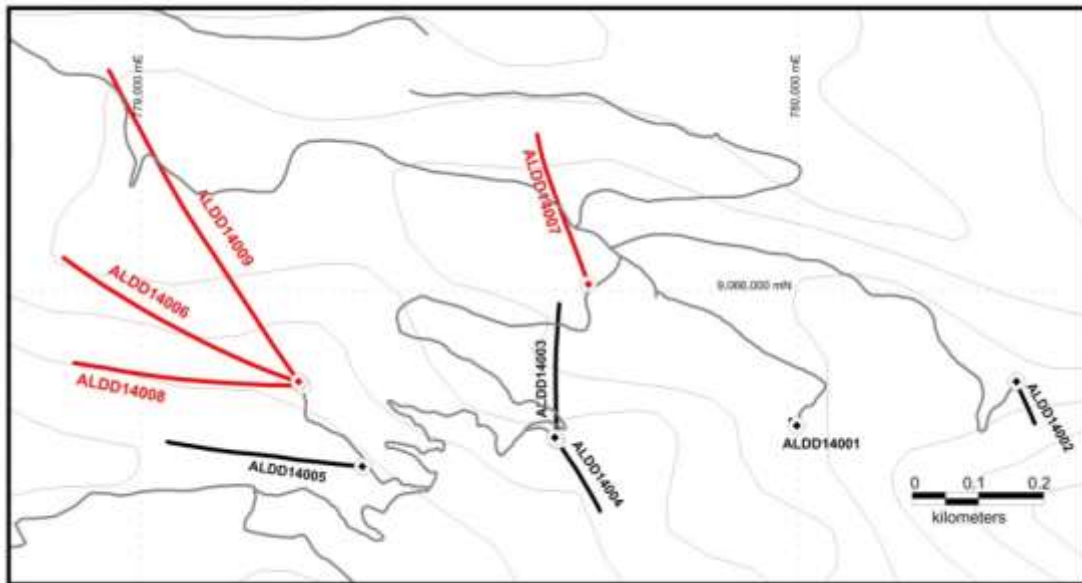 779,000 mE
780,000 mE
ALDD14007
ALDD14009
ALDD14006
9,066,000 mN
ALDD14003
ALDD14008
ALDD14002
ALDD14001
ALDD14005
ALDD14004
0 0.1 0.2
kilometers